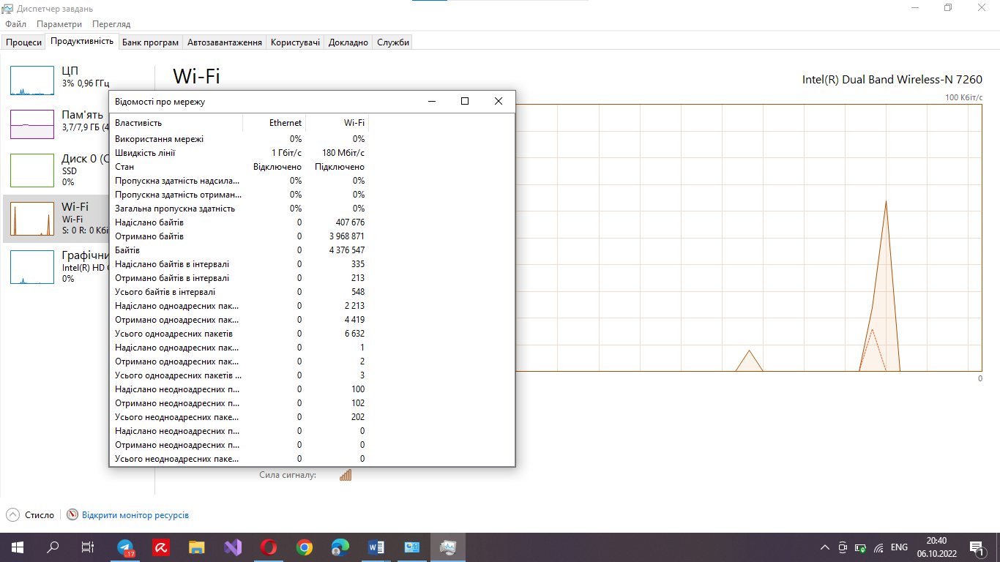 Диспетчер завдань
Файл Параметри Перегляд
Процеси Продуктивність Банк програм Автозавантаження Користувачі Докладно Служби
ЦП
3% 0,96 ГГц
Пам'ять
3,7/7,9 ГБ (4
Диск 0 (C
SSD
0%
Wi-Fi
Wi-Fi
S: 0 R: 0 Кбі
Графічни
Intel(R) HD
0%
Wi-Fi
Intel(R) Dual Band Wireless-N 7260
100 Кбіт/с
Відомості про мережу
Властивість Ethernet Wi-Fi
Використання мережі 0% 0%
Швидкість лінії 1 Гбіт/с 180 Мбіт/с
Стан Відключено Підключено
Пропускна здатність надсила... 0% 0%
Пропускна здатність отриман... 0% 0%
Загальна пропускна здатність 0% 0%
Надіслано байтів 0 407 676
Отримано байтів 0 3 968 871
Байтів 0 4 376 547
Надіслано байтів в інтервалі 0 335
Отримано байтів в інтервалі 0 213
Усього байтів в інтервалі 0 548
Надіслано одноадресних пак... 0 2 213
Отримано одноадресних пак... 0 4 419
Усього одноадресних пакетів 0 6 632
Надіслано одноадресних пак... 0 1
Отримано одноадресних пак... 0 2
Усього одноадресних пакетів ... 0 3
Надіслано неодноадресних п... 0 100
Отримано неодноадресних п... 0 102
Усього неодноадресних паке... 0 202
Надіслано неодноадресних п... 0 0
Отримано неодноадресних п... 0 0
Усього неодноадресних паке... 0 0
0
Сила сигналу:
Стисло Відкрити монітор ресурсів
17
ENG
20:40
06.10.2022
1